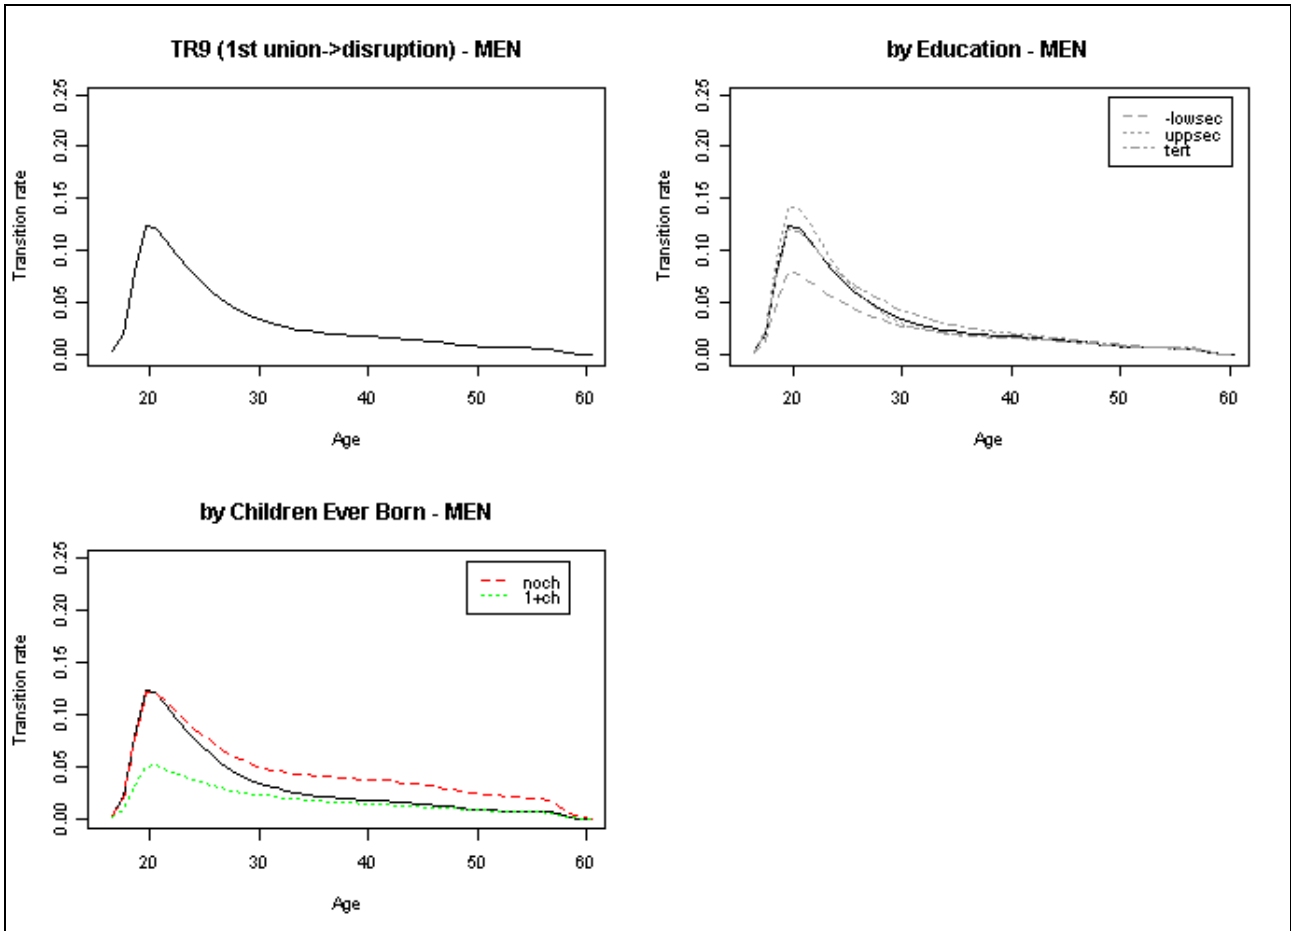 TR9 (1st union->disruption) - MEN
Transition rate
0.25
0.20
0.15
0.10
0.05
0.00
20 30 40 50 60
Age
by Education - MEN
Transition rate
0.25
0.20
0.15
0.10
0.05
0.00
-lowsec
uppsec
tert
20 30 40 50 60
Age
by Children Ever Born - MEN
Transition rate
0.25
0.20
0.15
0.10
0.05
0.00
noch
1+ch
20 30 40 50 60
Age